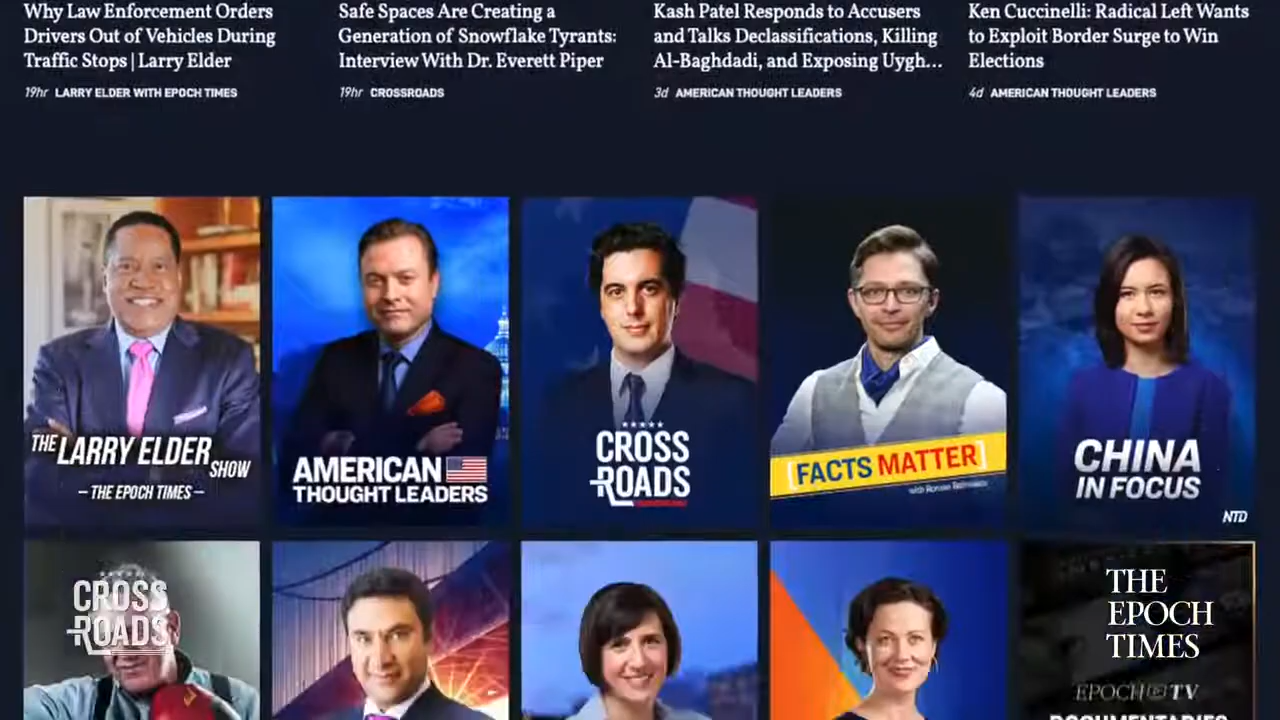 Why Law Enforcement Orders
Drivers Out of Vehicles During
Traffic Stops | Larry Elder
19hr LARRY ELDER WITH EPOCH TIMES
Safe Spaces Are Creating a
Generation of Snowflake Tyrants:
Interview With Dr. Everett Piper
19hr CROSSROADS
Kash Patel Responds to Accusers
and Talks Declassifications, Killing
Al-Baghdadi, and Exposing Uygh...
3d AMERICAN THOUGHT LEADERS
Ken Cuccinelli: Radical Left Wants
to Exploit Border Surge to Win
Elections
4d AMERICAN THOUGHT LEADERS
THE LARRY ELDER SHOW
– THE EPOCH TIMES –
AMERICAN
THOUGHT LEADERS
CROSS
ROADS
[FACTS MATTER]
with Roman
CHINA
IN FOCUS
NTD
CROSS
ROADS
THE
EPOCH
TIMES
EPOCH TV
DOCUMENTARIES